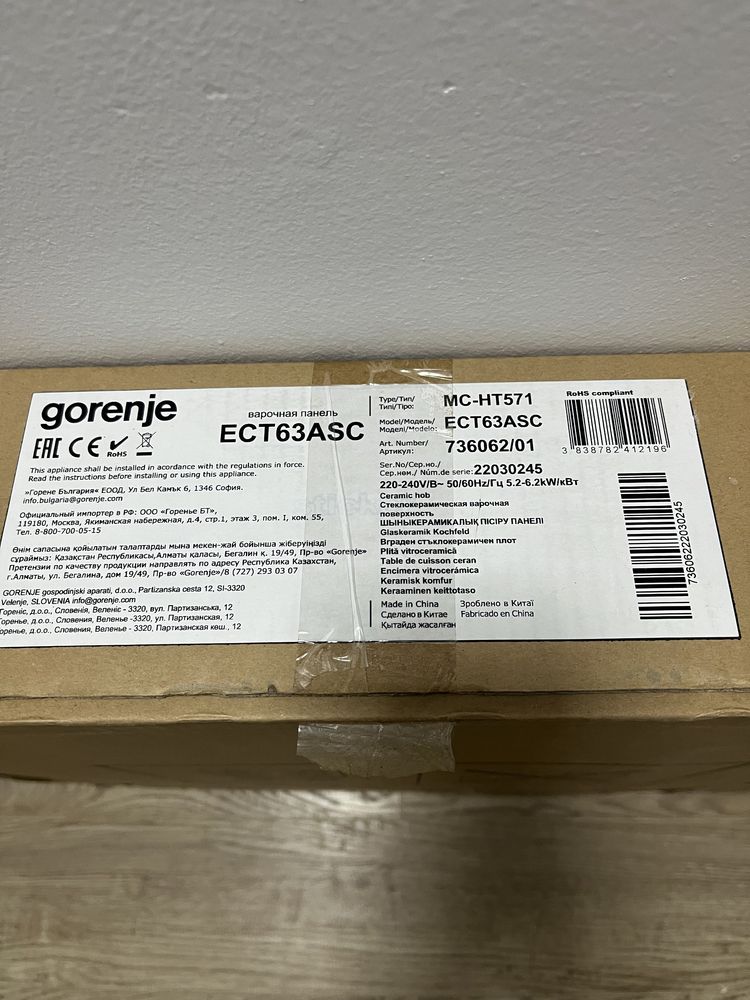 gorenje
варочная панель
ECT63ASC
EAC CE RoHS
This appliance shall be installed in acordance with the regulations in force.
Read the instructions before installing or using this appliance.
"Горене България" ЕООД, Ул Бел Камък 6, 1346 София.
info.bulgaria@gorenje.com
Официальный импортер в РФ: ООО «Горенье БТ»,
119180, Москва, Якиманская набережная, д.4, стр.1, этаж 3, пом. I, ком. 55,
Тел. 8-800-700-05-15
Өнім сапасына қойылатын талаптарды мына мекен-жай бойынша жіберуіңізді
сұраймыз: Қазақстан Республикасы,Алматы қаласы, Бегалин к. 19/49, Пр-во «Gorenje»
Претензии по качеству продукции направлять по адресу Республика Казахстан,
г.Алматы, ул. Бегалина, дом 19/49, Пр-во «Gorenje»/8 (727) 293 03 07
GORENJE gospodinjski aparati, d.o.o., Partizanska cesta 12, SI-3320
Velenje, SLOVENIA info@gorenje.com
Горенїє, д.о.о., Словенія, Веленіє - 3320, вул. Партизанська, 12
д.о.о., Словения, Веленье - 3320, ул. Партизанская, 12
д.о.о., Словения, Веленье - 3320, Партизанская көш., 12
Type/Тип/
Типі/Tipo:
MC-HT571
Model/Модель/
Моделі/Modelo:
ECT63ASC
Art. Number/
Артикул:
736062/01
Ser.No/Сер.но./
Сер.нөм./ Núm.de serie:
22030245
220-240V/В~ 50/60Hz/Гц 5.2-6.2kW/кВт
Ceramic hob
Стеклокерамическая варочная
поверхность
ШЫНЫКЕРАМИКАЛЫҚ ПІСІРУ ПАНЕЛІ
Glaskeramik Kochfeld
Вграден стъклокерамичен плот
Plită vitroceramică
Table de cuisson ceran
Encimera vitrocerámica
Keramisk komfur
Keraaminen keittotaso
Made in China Зроблено в Китаї
Сделано в Китае Fabricado en China
Қытайда жасалған
RoHS compliant
3 838782 412196
73606222030245